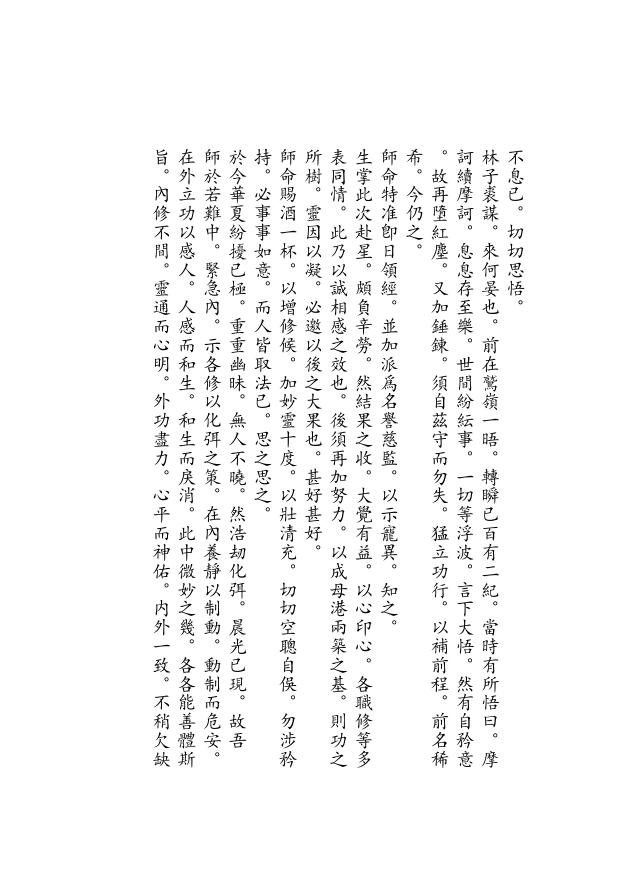 不息已。切切思悟。
林子裘謀。來何晏也。前在鷲嶺一晤。轉瞬已百有二紀。當時有所悟曰。摩
訶續摩訶。息息存至樂。世間紛紜事。一切等浮波。言下大悟。然有自矜意
。故再墮紅塵。又加錘鍊。須自茲守而勿失。猛立功行。以補前程。前名稀
希。今仍之。
師命特准卽日領經。並加派爲名譽慈監。以示寵異。知之。
生掌此次赴星。頗負辛勞。然結果之收。大覺有益。以心印心。各職修等多
表同情。此乃以誠相感之效也。後須再加努力。以成母港兩築之基。則功之
所樹。靈因以凝。必邀以後之大果也。甚好甚好。
師命賜酒一杯。以增修候。加妙靈十度。以壯清充。切切空聰自俁。勿涉矜
持。必事事如意。而人皆取法已。思之思之。
於今華夏紛擾已極。重重幽昧。無人不曉。然浩劫化弭。晨光已現。故吾
師於若難中。緊急內。示各修以化弭之策。在內養靜以制動。動制而危安。
在外立功以感人。人感而和生。和生而戾消。此中微妙之幾。各各能善體斯
旨。內修不間。靈通而心明。外功盡力。心平而神佑。內外一致。不稍欠缺